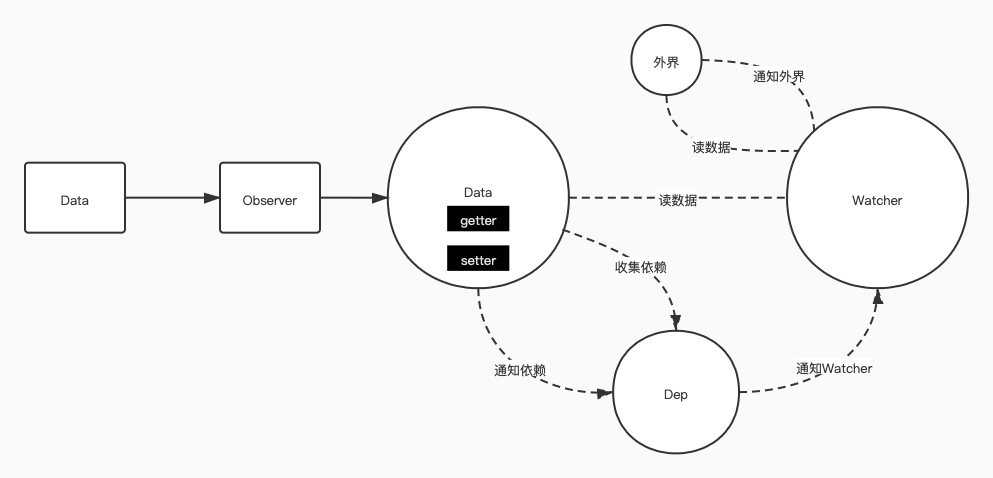 外界
通知外界
读数据
Data
Observer
Data
getter
setter
读数据
Watcher
收集依赖
通知依赖
Dep
通知Watcher